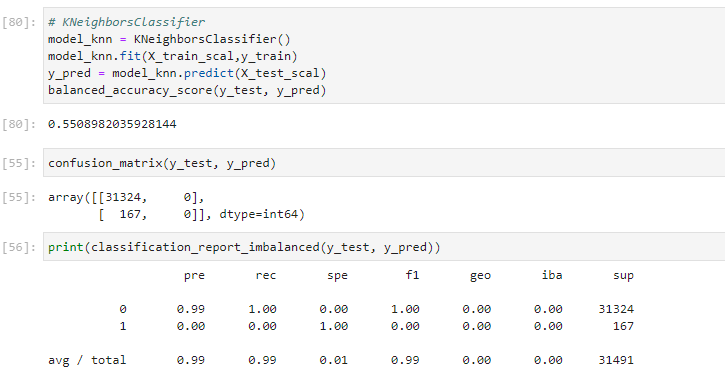 [80]: # KNeighborsClassifier
model_knn = KNeighborsClassifier()
model_knn.fit(X_train_scal,y_train)
y_pred = model_knn.predict(X_test_scal)
balanced_accuracy_score(y_test, y_pred)
[80]: 0.5508982035928144
[55]: confusion_matrix(y_test, y_pred)
[55]: array([[31324, 0],
[ 167, 0]], dtype=int64)
[56]: print(classification_report_imbalanced(y_test, y_pred))
pre rec spe f1 geo iba sup
0 0.99 1.00 0.00 1.00 0.00 0.00 31324
1 0.00 0.00 1.00 0.00 0.00 0.00 167
avg / total 0.99 0.99 0.01 0.99 0.00 0.00 31491